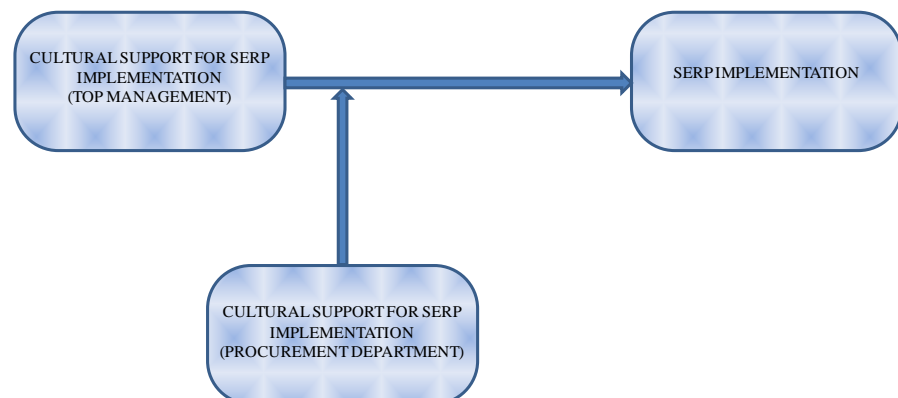 CULTURAL SUPPORT FOR SERP
IMPLEMENTATION
(TOP MANAGEMENT)
SERP IMPLEMENTATION
CULTURAL SUPPORT FOR SERP
IMPLEMENTATION
(PROCUREMENT DEPARTMENT)